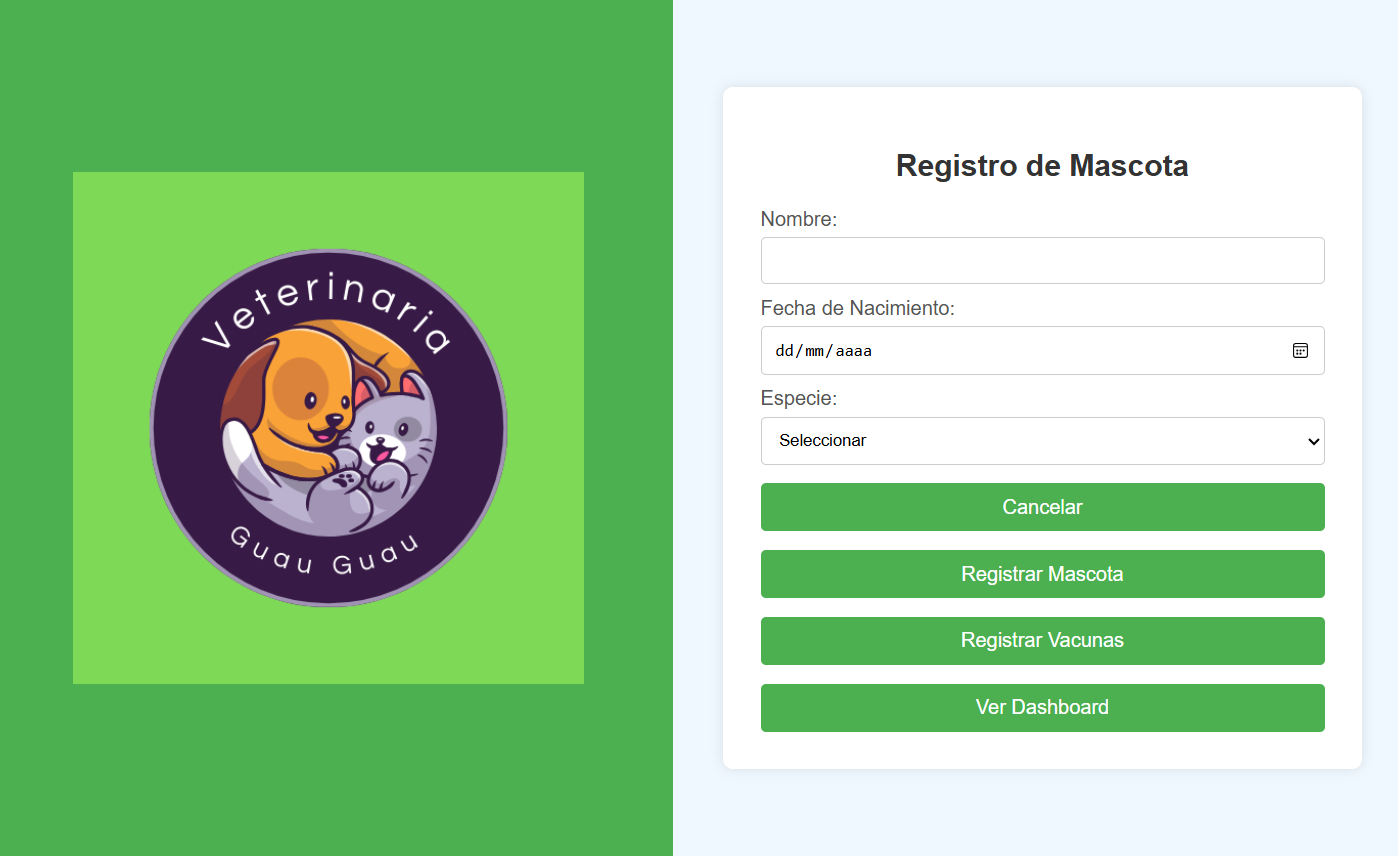 Veterinaria
Guau Guau
Registro de Mascota
Nombre:
Fecha de Nacimiento:
dd/mm/aaaa
Especie:
Seleccionar
Cancelar
Registrar Mascota
Registrar Vacunas
Ver Dashboard